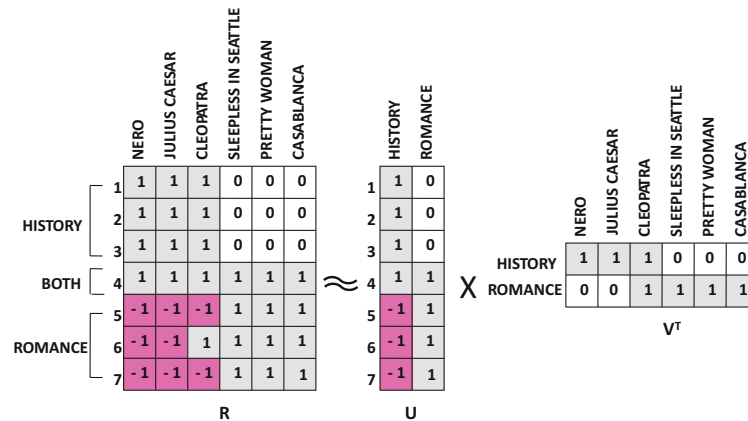 NERO JULIUS CAESAR CLEOPATRA SLEEPLESS IN SEATTLE PRETTY WOMAN CASABLANCA
HISTORY
BOTH
ROMANCE
1 1 1 1 0 0 0
2 1 1 1 0 0 0
3 1 1 1 0 0 0
4 1 1 1 1 1 1
5 -1 -1 -1 1 1 1
6 -1 -1 1 1 1 1
7 -1 -1 -1 1 1 1
R
≈
HISTORY ROMANCE
1 1 0
2 1 0
3 1 0
4 1 1
5 -1 1
6 -1 1
7 -1 1
U
X
NERO JULIUS CAESAR CLEOPATRA SLEEPLESS IN SEATTLE PRETTY WOMAN CASABLANCA
HISTORY 1 1 1 0 0 0
ROMANCE 0 0 1 1 1 1
Vᵀ